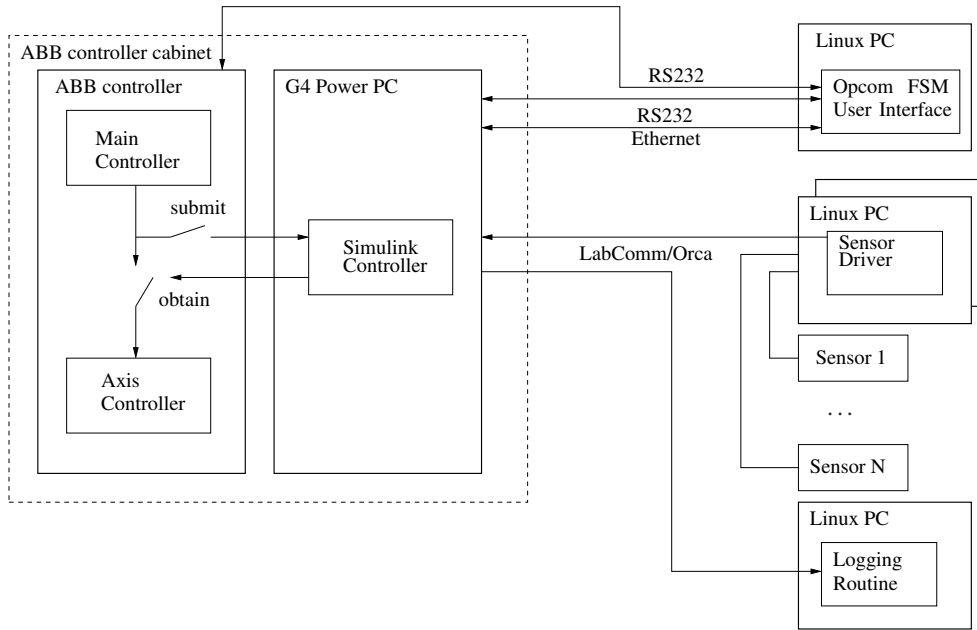 ABB controller cabinet
ABB controller
Main
Controller
submit
obtain
Axis
Controller
G4 Power PC
Simulink
Controller
RS232
RS232
Ethernet
LabComm/Orca
Linux PC
Opcom FSM
User Interface
Linux PC
Sensor
Driver
Sensor 1
...
Sensor N
Linux PC
Logging
Routine